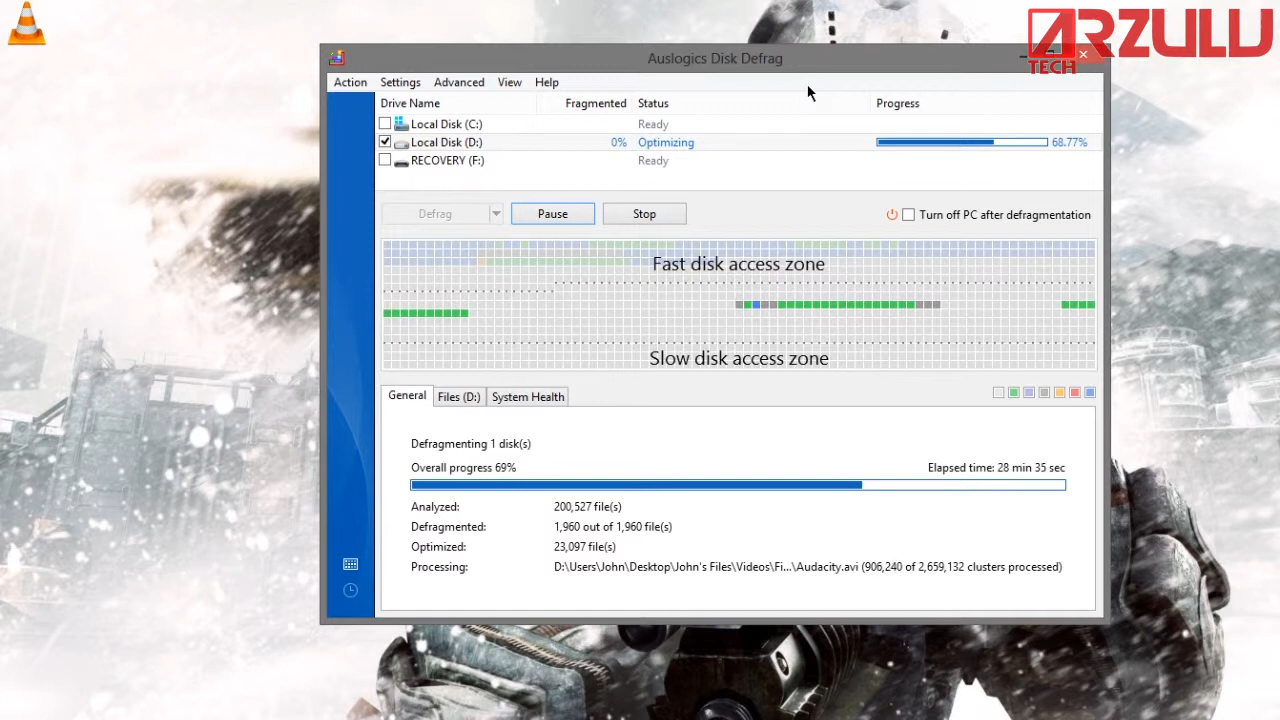 ARZULU
TECH
Auslogics Disk Defrag
Action Settings Advanced View Help
Drive Name Fragmented Status Progress
Local Disk (C:) Ready
Local Disk (D:) 0% Optimizing 68.77%
RECOVERY (F:) Ready
Defrag Pause Stop Turn off PC after defragmentation
Fast disk access zone
Slow disk access zone
General Files (D:) System Health
Defragmenting 1 disk(s)
Overall progress 69% Elapsed time: 28 min 35 sec
Analyzed: 200,527 file(s)
Defragmented: 1,960 out of 1,960 file(s)
Optimized: 23,097 file(s)
Processing: D:\Users\John\Desktop\John's Files\Videos\Fi...\Audacity.avi (906,240 of 2,659,132 clusters processed)